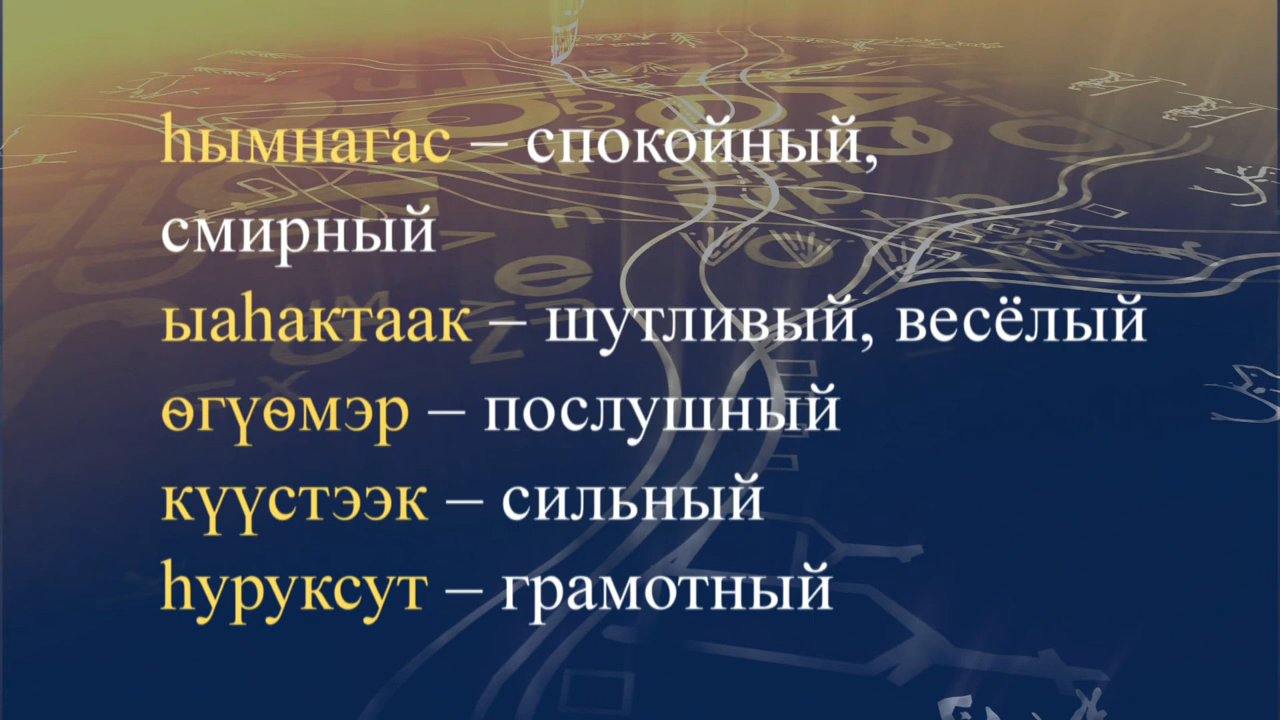 һымнагас – спокойный,
смирный
ыаһактаак – шутливый, весёлый
өгүөмэр – послушный
күүстээк – сильный
һуруксут – грамотный